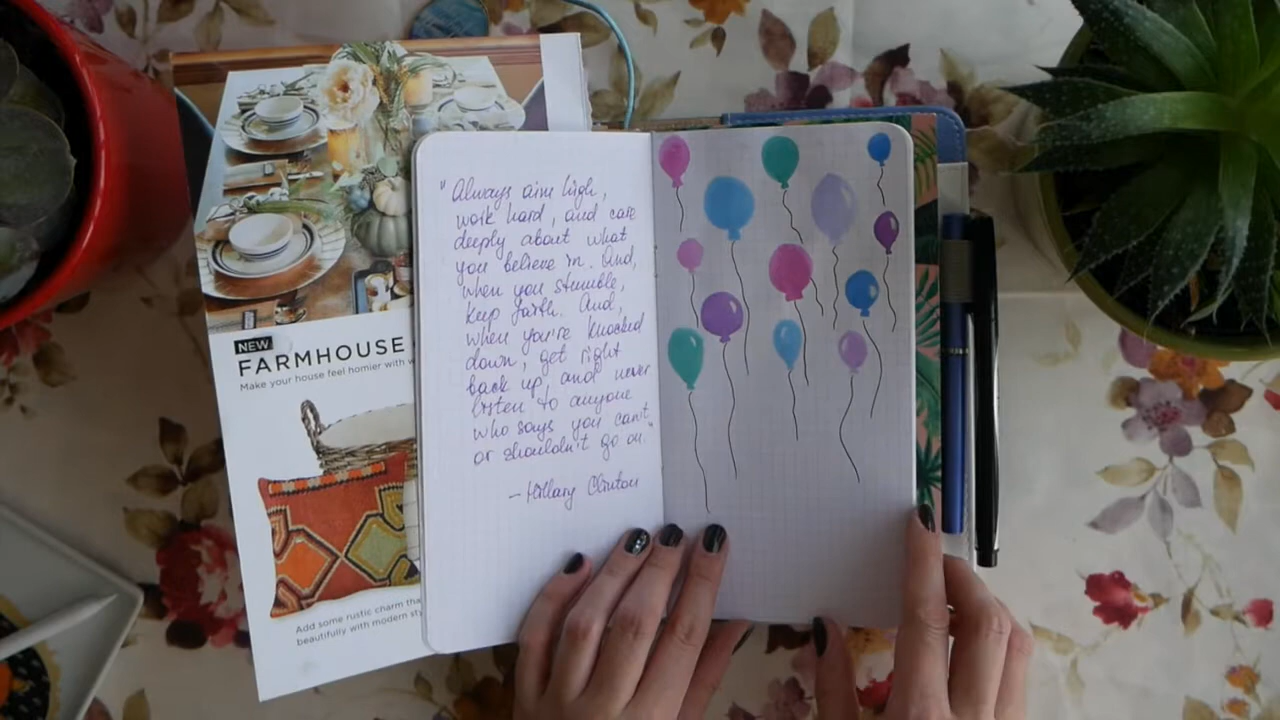 NEW
FARMHOUSE
Make your house feel homier with
Add some rustic charm tha
beautifully with modern sty
"Always aim high,
work hard, and care
deeply about what
you believe in. And,
when you stumble,
keep faith. And,
when you're knocked
down, get right
back up, and never
listen to anyone
who says you can't
or shouldn't go on."
—Hillary Clinton